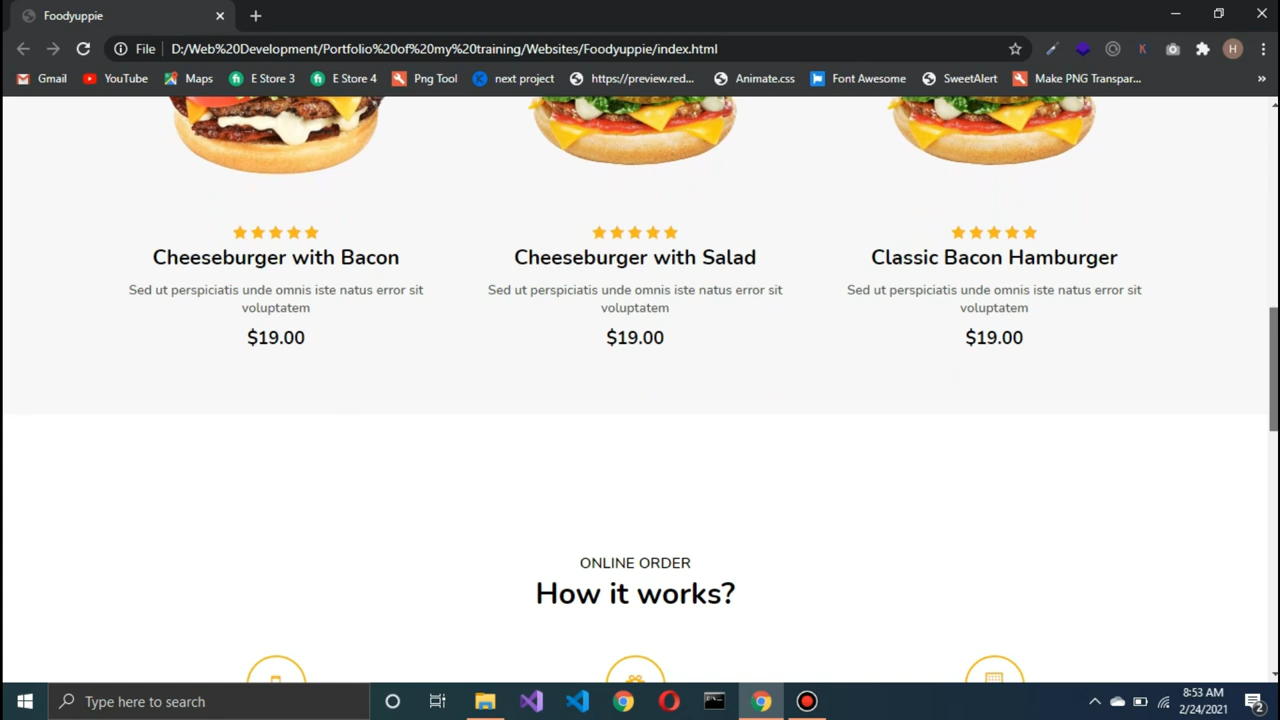 Foodyuppie
File
D:/Web%20Development/Portfolio%20of%20my%20training/Websites/Foodyuppie/index.html
K
H
Gmail
YouTube
Maps
E Store 3
E Store 4
Png Tool
next project
https://preview.red...
Animate.css
Font Awesome
SweetAlert
Make PNG Transpar...
»
Cheeseburger with Bacon
Cheeseburger with Salad
Classic Bacon Hamburger
Sed ut perspiciatis unde omnis iste natus error sit
voluptatem
Sed ut perspiciatis unde omnis iste natus error sit
voluptatem
Sed ut perspiciatis unde omnis iste natus error sit
voluptatem
$19.00
$19.00
$19.00
ONLINE ORDER
How it works?
Type here to search
8:53 AM
2/24/2021
2